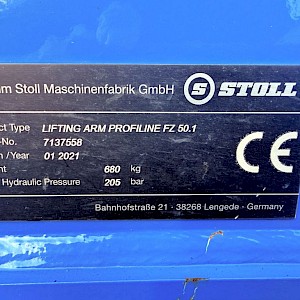 m Stoll Maschinenfabrik GmbH S STOLL
ct Type LIFTING ARM PROFILINE FZ 50.1
-No. 7137558
/ Year 01 2021
680 kg
Hydraulic Pressure 205 bar
CE
Bahnhofstraße 21 · 38268 Lengede · Germany